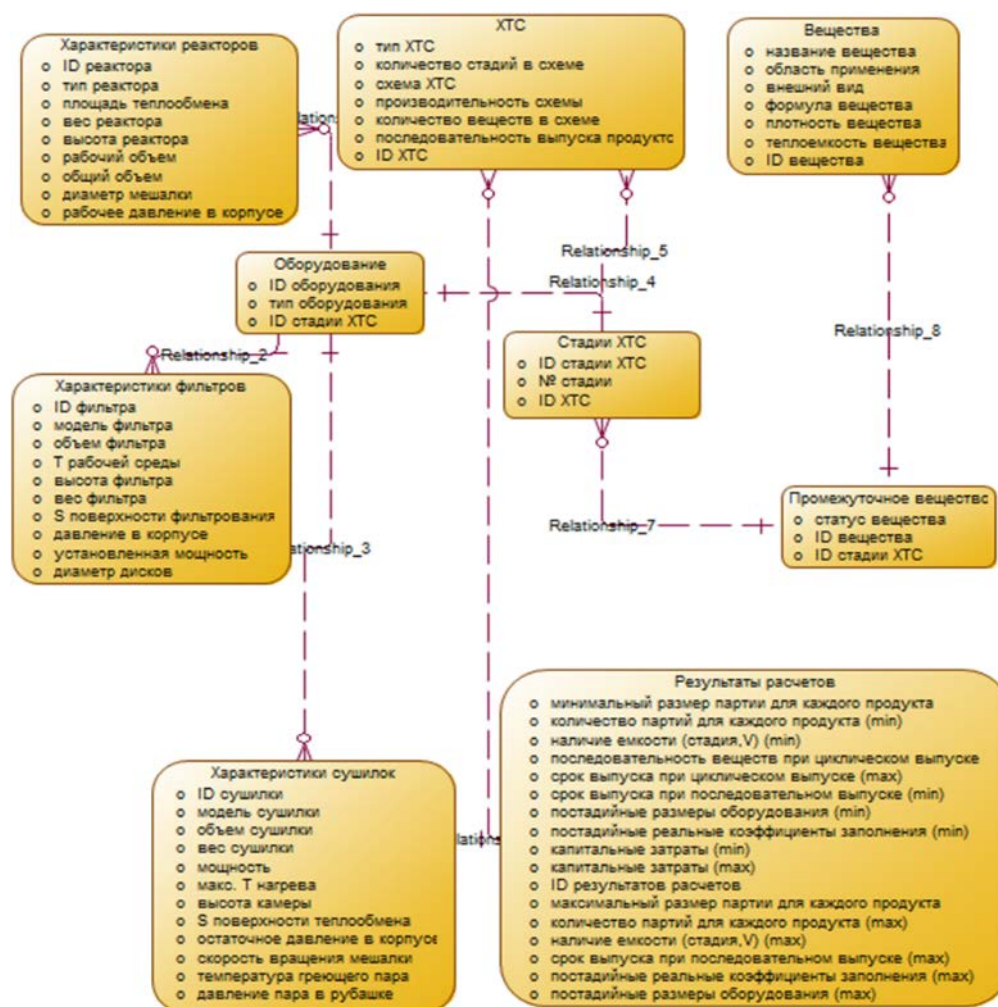 Характеристики реакторов
ID реактора
тип реактора
площадь теплообмена
вес реактора
высота реактора
рабочий объем
общий объем
диаметр мешалки
рабочее давление в корпусе
ХТС
тип ХТС
количество стадий в схеме
схема ХТС
производительность схемы
количество веществ в схеме
последовательность выпуска продуктс
ID ХТС
Вещества
название вещества
область применения
внешний вид
формула вещества
плотность вещества
теплоемкость вещества
ID вещества
Relationship_5
Relationship_4
Оборудование
ID оборудования
тип оборудования
ID стадии ХТС
Relationship_8
Стадии ХТС
ID стадии ХТС
№ стадии
ID ХТС
Relationship_2
Характеристики фильтров
ID фильтра
модель фильтра
объем фильтра
Т рабочей среды
высота фильтра
вес фильтра
S поверхности фильтрования
давление в корпусе
установленная мощность
диаметр дисков
lationship_3
Relationship_7
Промежуточное вещество
статус вещества
ID вещества
ID стадии ХТС
Характеристики сушилок
ID сушилки
модель сушилки
объем сушилки
вес сушилки
мощность
макс. Т нагрева
высота камеры
S поверхности теплообмена
остаточное давление в корпусе
скорость вращения мешалки
температура греющего пара
давление пара в рубашке
Результаты расчетов
минимальный размер партии для каждого продукта
количество партий для каждого продукта (min)
наличие емкости (стадия,V) (min)
последовательность веществ при циклическом выпуске
срок выпуска при циклическом выпуске (max)
срок выпуска при последовательном выпуске (min)
постадийные размеры оборудования (min)
постадийные реальные коэффициенты заполнения (min)
капитальные затраты (min)
капитальные затраты (max)
ID результатов расчетов
максимальный размер партии для каждого продукта
количество партий для каждого продукта (max)
наличие емкости (стадия,V) (max)
срок выпуска при последовательном выпуске (max)
постадийные реальные коэффициенты заполнения (max)
постадийные размеры оборудования (max)